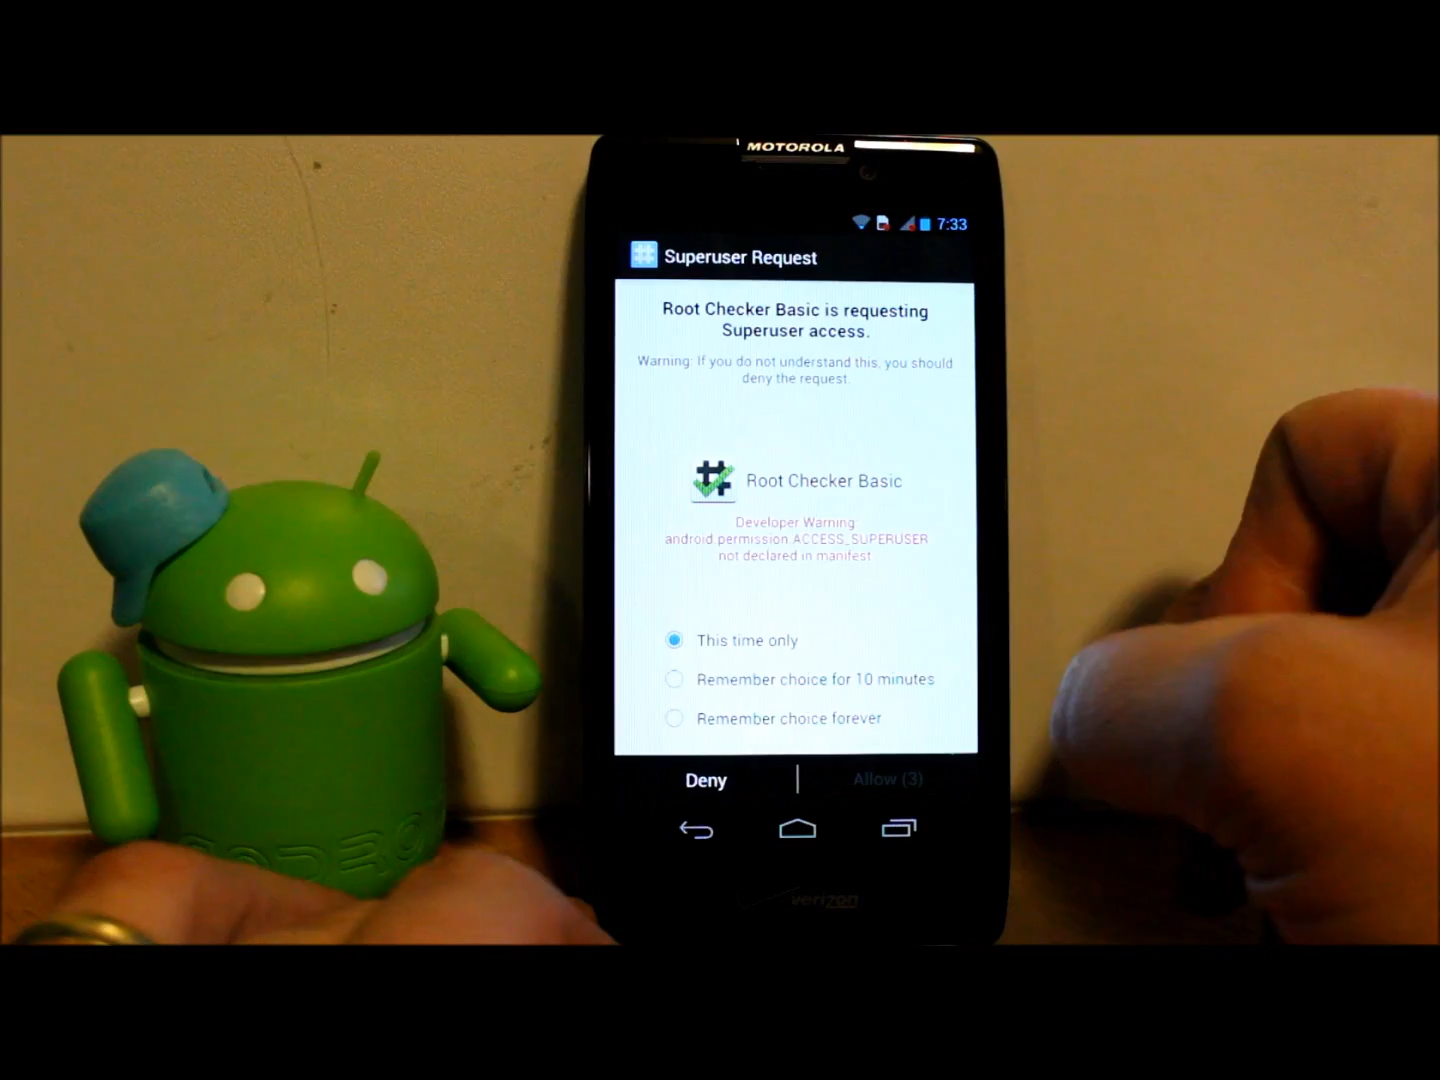 MOTOROLA
7:33
Superuser Request
Root Checker Basic is requesting
Superuser access.
Warning: If you do not understand this, you should
deny the request.
Root Checker Basic
Developer Warning:
android.permission.ACCESS_SUPERUSER
not declared in manifest
This time only
Remember choice for 10 minutes
Remember choice forever
Deny
Allow (3)
verizon